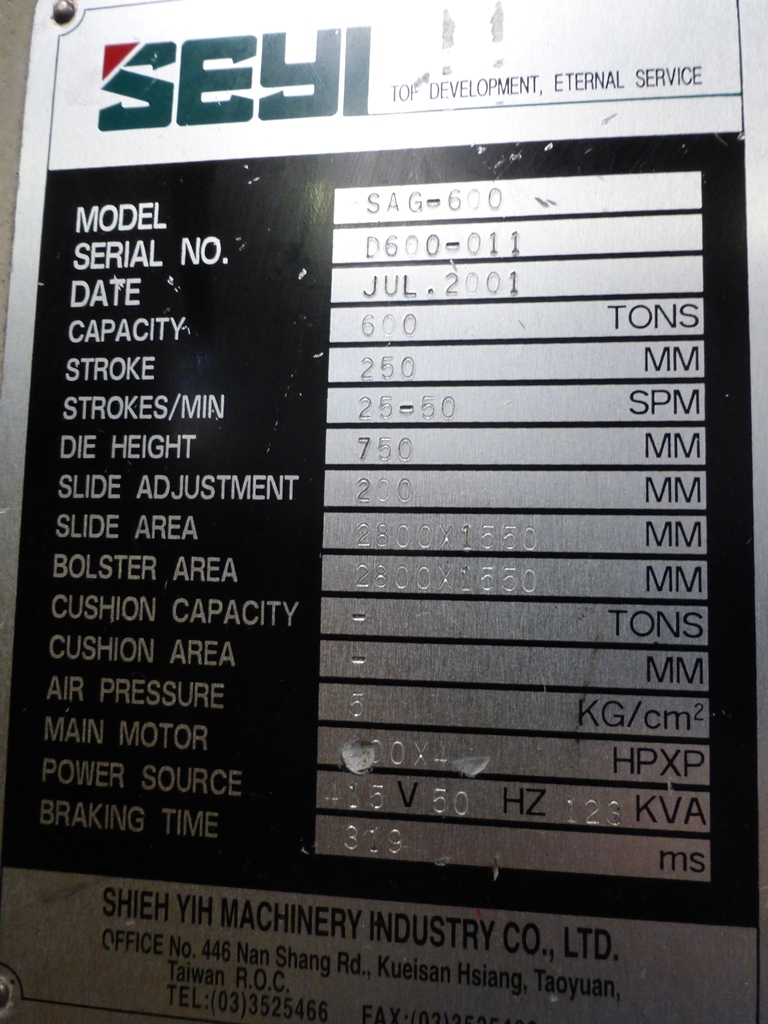 SEYI
TOP DEVELOPMENT, ETERNAL SERVICE
MODEL SAG-600
SERIAL NO. D600-011
DATE JUL.2001
CAPACITY 600 TONS
STROKE 250 MM
STROKES/MIN 25-50 SPM
DIE HEIGHT 750 MM
SLIDE ADJUSTMENT 200 MM
SLIDE AREA 2800X1550 MM
BOLSTER AREA 2800X1550 MM
CUSHION CAPACITY - TONS
CUSHION AREA - MM
AIR PRESSURE 5 KG/cm²
MAIN MOTOR HPXP
POWER SOURCE 415 V 50 HZ 123 KVA
BRAKING TIME 319 ms
SHIEH YIH MACHINERY INDUSTRY CO., LTD.
OFFICE No. 446 Nan Shang Rd., Kueisan Hsiang, Taoyuan,
Taiwan R.O.C.
TEL:(03)3525466 FAX: